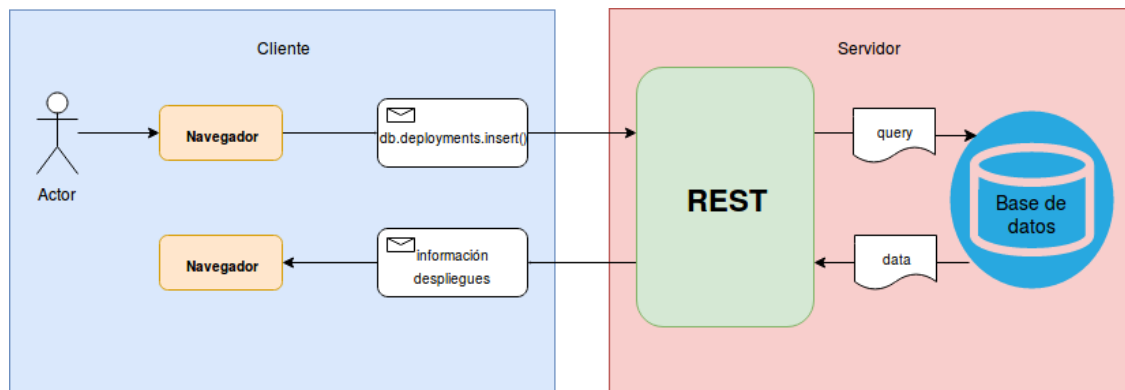 Cliente
Servidor
Actor
Navegador
db.deployments.insert()
REST
query
Base de
datos
Navegador
información
despliegues
data